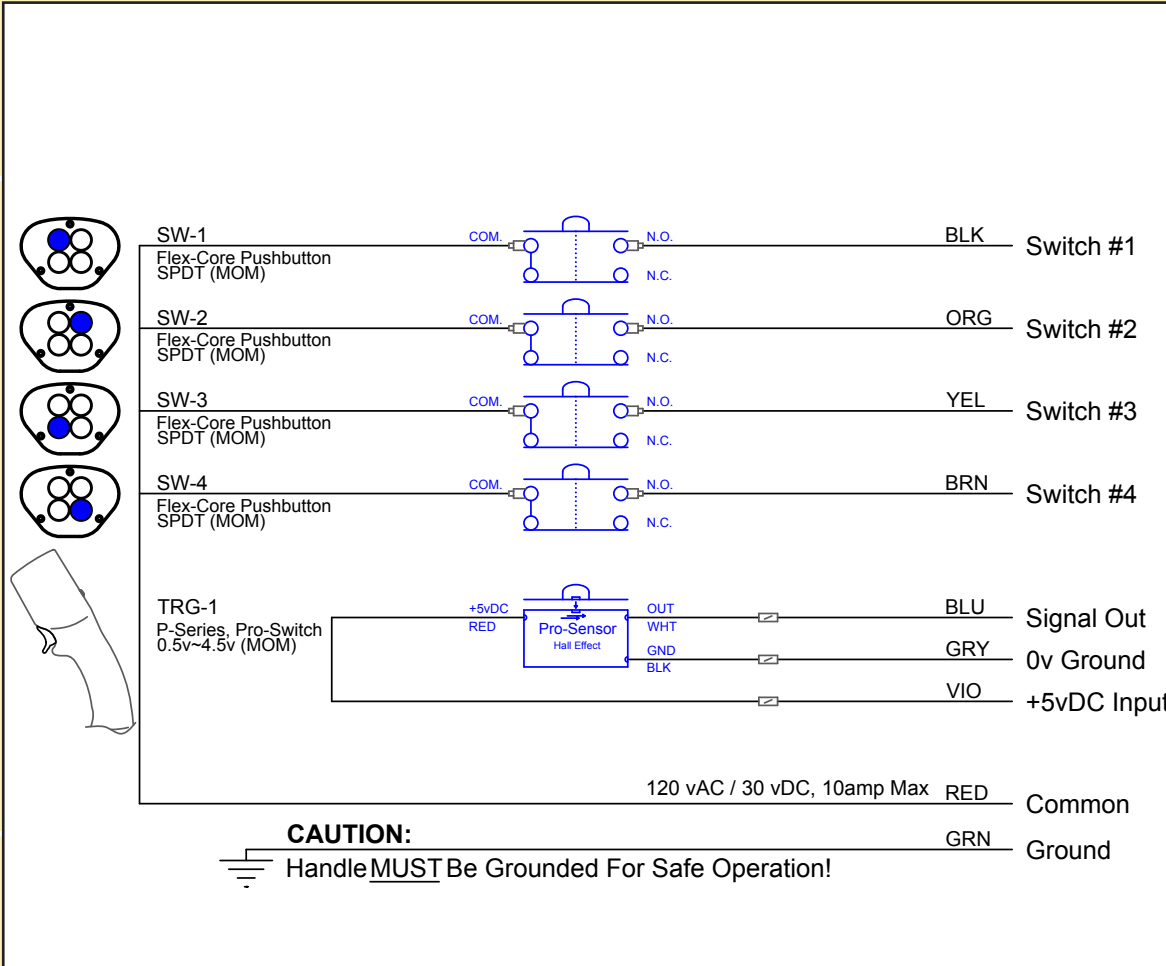 SW-1
Flex-Core Pushbutton
SPDT (MOM)
COM.
N.O.
N.C.
BLK
Switch #1
SW-2
Flex-Core Pushbutton
SPDT (MOM)
COM.
N.O.
N.C.
ORG
Switch #2
SW-3
Flex-Core Pushbutton
SPDT (MOM)
COM.
N.O.
N.C.
YEL
Switch #3
SW-4
Flex-Core Pushbutton
SPDT (MOM)
COM.
N.O.
N.C.
BRN
Switch #4
TRG-1
P-Series, Pro-Switch
0.5v~4.5v (MOM)
+5vDC
RED
Pro-Sensor
Hall Effect
OUT
WHT
GND
BLK
BLU
Signal Out
GRY
0v Ground
VIO
+5vDC Input
120 vAC / 30 vDC, 10amp Max
RED
Common
CAUTION:
Handle MUST Be Grounded For Safe Operation!
GRN
Ground